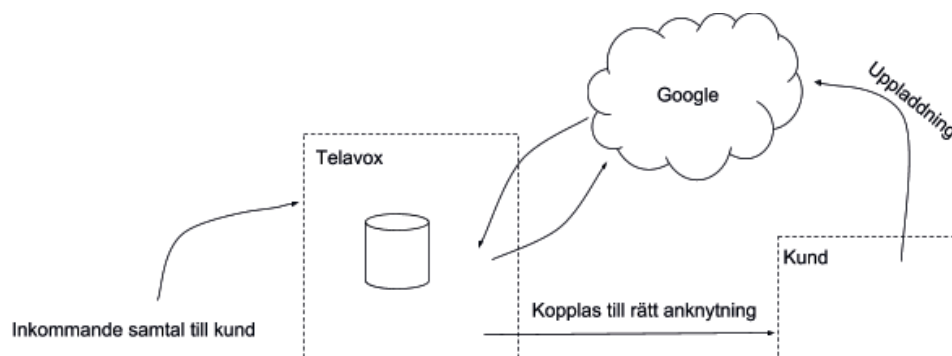 Google
Uppladdning
Telavox
Kund
Kopplas till rätt anknytning
Inkommande samtal till kund